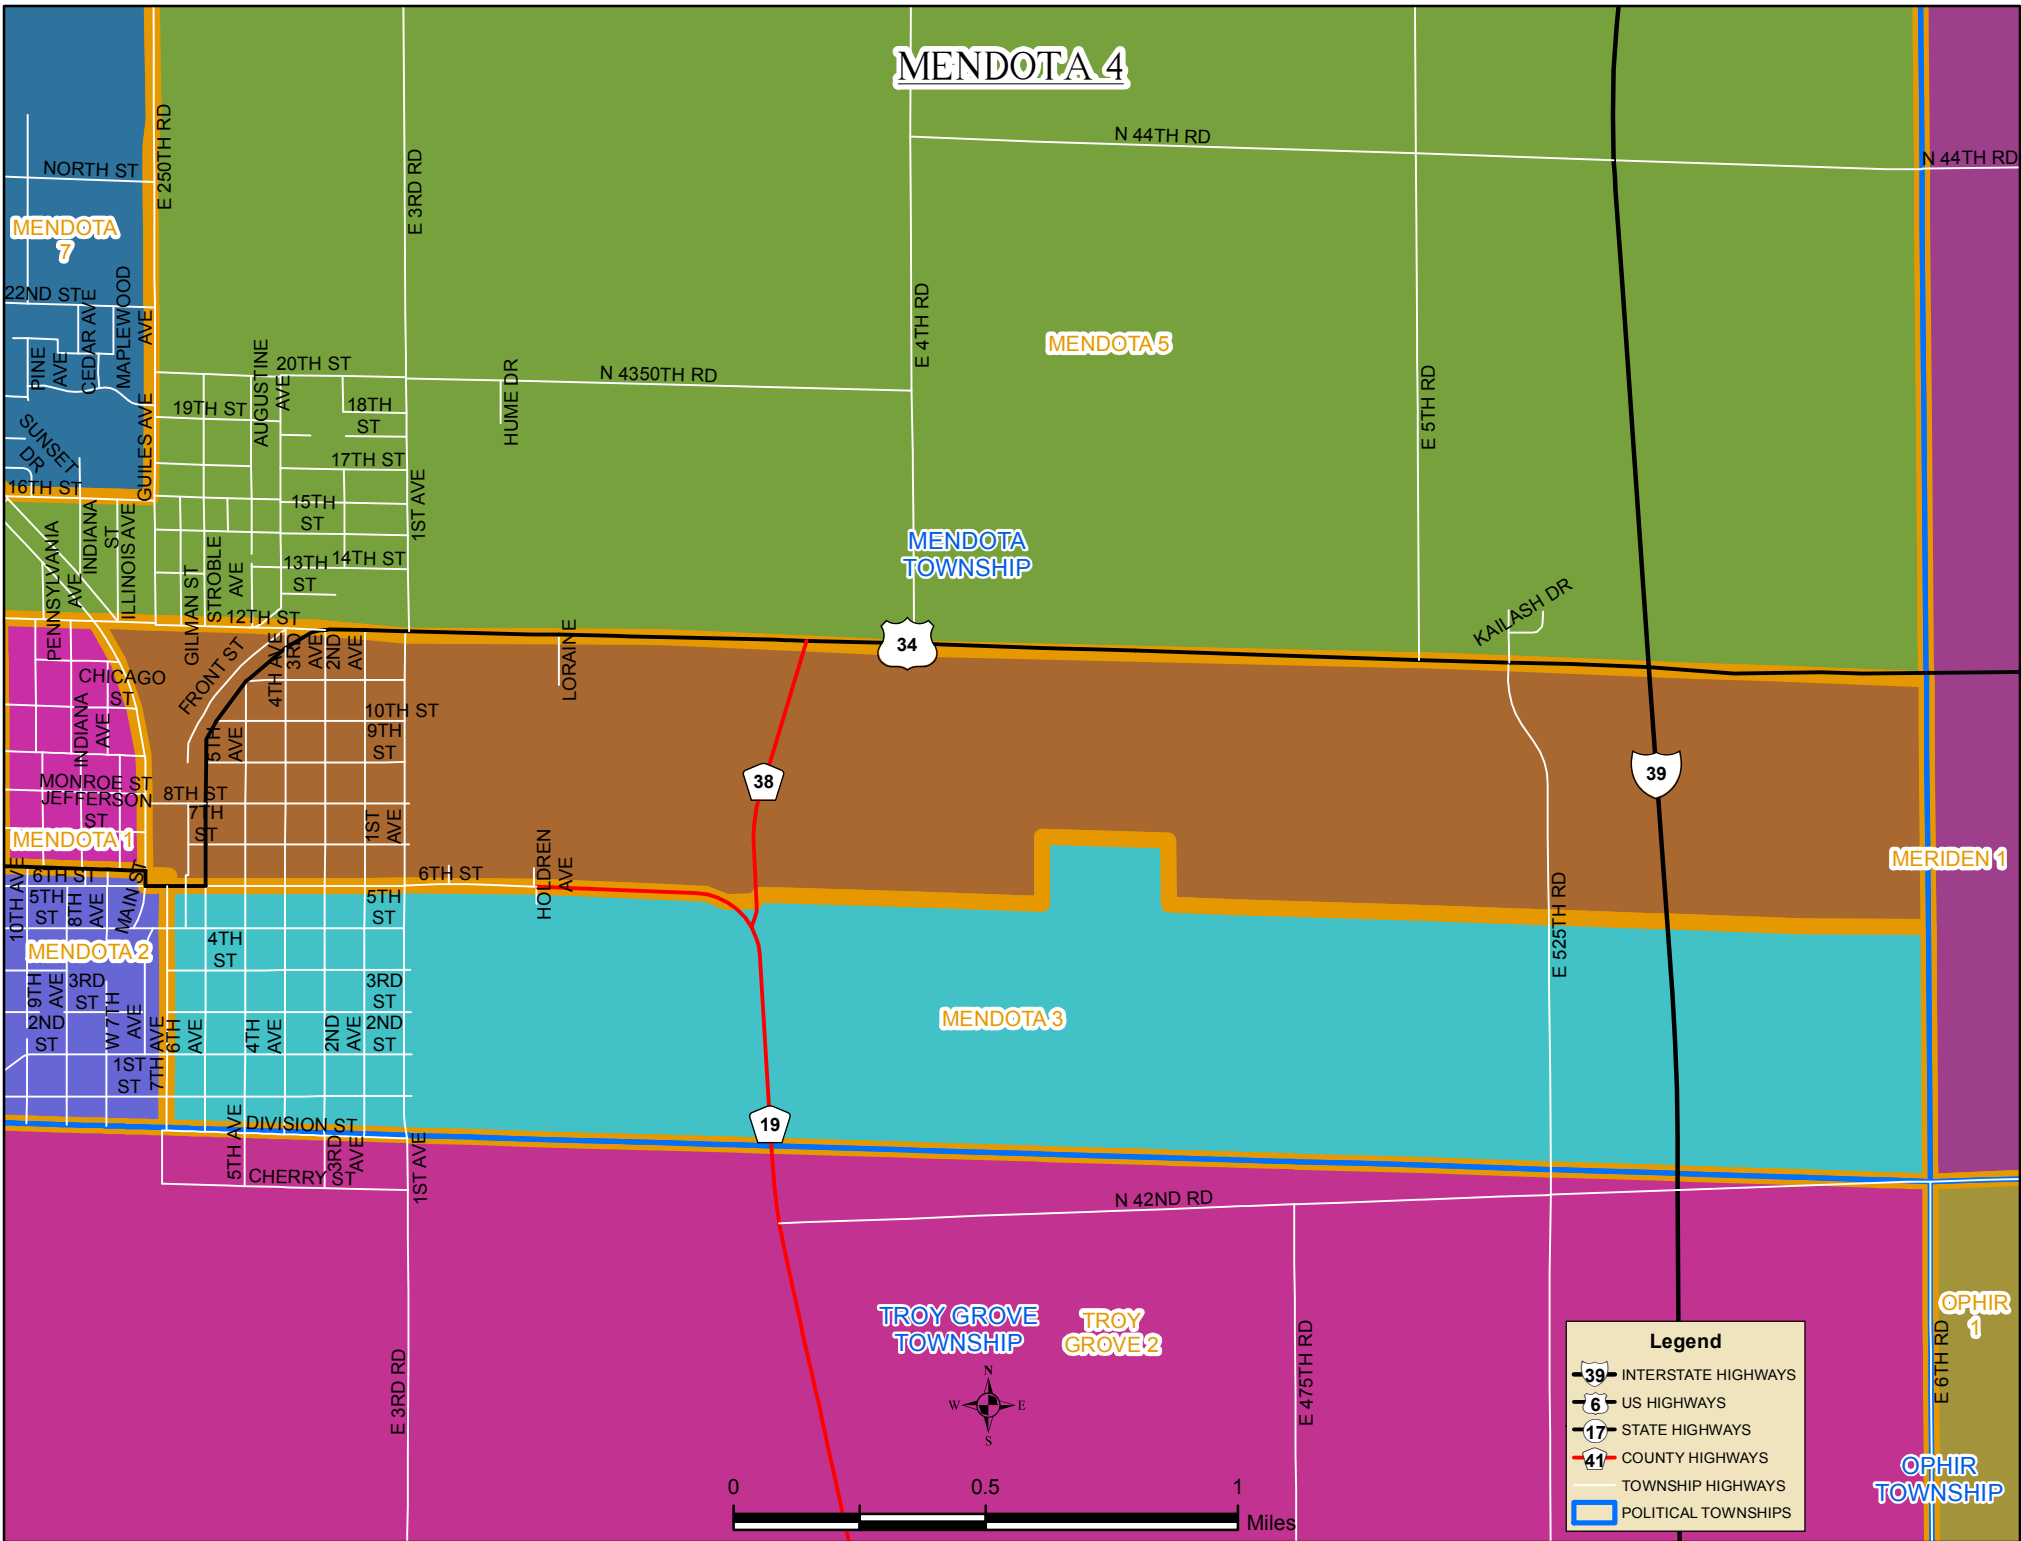 MENDOTA 4
N 44TH RD
N 44TH RD
E 250TH RD
E 3RD RD
NORTH ST
MENDOTA
7
22ND ST
CEDAR AVE
MAPLEWOOD
AVE
PINE
AVE
E 4TH RD
MENDOTA 5
E 5TH RD
20TH ST
AUGUSTINE
AVE
N 4350TH RD
HUME DR
19TH ST
18TH
ST
SUNSET
DR
GUILES AVE
17TH ST
16TH ST
15TH
ST
1ST AVE
PENNSYLVANIA
AVE
INDIANA
ST
ILLINOIS AVE
GILMAN ST
STROBLE
AVE
14TH ST
13TH
ST
MENDOTA
TOWNSHIP
12TH ST
KAILASH DR
34
FRONT ST
4TH AVE
3RD
AVE
2ND
AVE
LORAINE
CHICAGO
ST
INDIANA
AVE
5TH
AVE
10TH ST
9TH
ST
38
39
MONROE ST
JEFFERSON
ST
8TH ST
7TH
ST
1ST
AVE
MENDOTA 1
MERIDEN 1
10TH AVE
6TH ST
6TH ST
HOLDREN
AVE
5TH
ST
8TH
AVE
MAIN ST
5TH
ST
E 525TH RD
4TH
ST
MENDOTA 2
9TH
AVE
3RD
ST
W 7TH
AVE
3RD
ST
2ND
ST
7TH AVE
6TH
AVE
4TH
AVE
2ND
AVE
2ND
ST
MENDOTA 3
1ST
ST
19
5TH AVE
DIVISION ST
3RD
AVE
CHERRY ST
1ST AVE
N 42ND RD
TROY GROVE
TOWNSHIP
TROY
GROVE 2
E 3RD RD
E 475TH RD
E 6TH RD
OPHIR
1
N
W
E
S
OPHIR
TOWNSHIP
0
0.5
1
Miles
Legend
39 INTERSTATE HIGHWAYS
6 US HIGHWAYS
17 STATE HIGHWAYS
41 COUNTY HIGHWAYS
TOWNSHIP HIGHWAYS
POLITICAL TOWNSHIPS